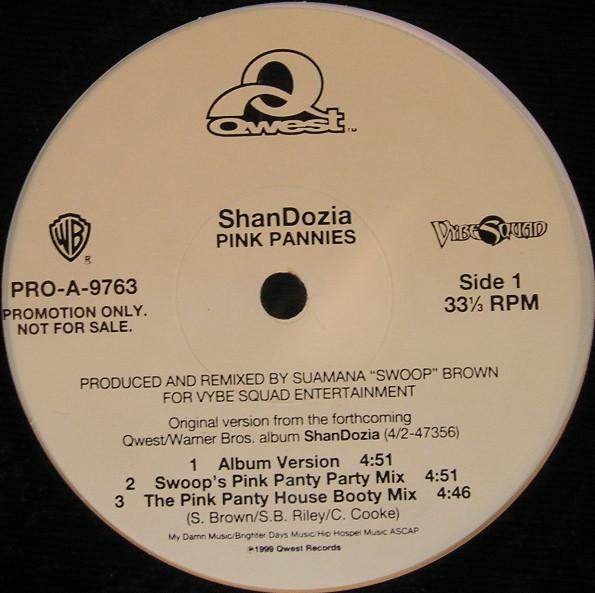 Qwest™
ShanDozia
PINK PANNIES
WB
®
VYBE SQUAD
PRO-A-9763
PROMOTION ONLY.
NOT FOR SALE.
Side 1
33⅓ RPM
PRODUCED AND REMIXED BY SUAMANA "SWOOP" BROWN
FOR VYBE SQUAD ENTERTAINMENT
Original version from the forthcoming
Qwest/Warner Bros. album ShanDozia (4/2-47356)
1 Album Version 4:51
2 Swoop's Pink Panty Party Mix 4:51
3 The Pink Panty House Booty Mix 4:46
(S. Brown/S.B. Riley/C. Cooke)
My Damn Music/Brighter Days Music/Hip Hospel Music ASCAP
℗1999 Qwest Records